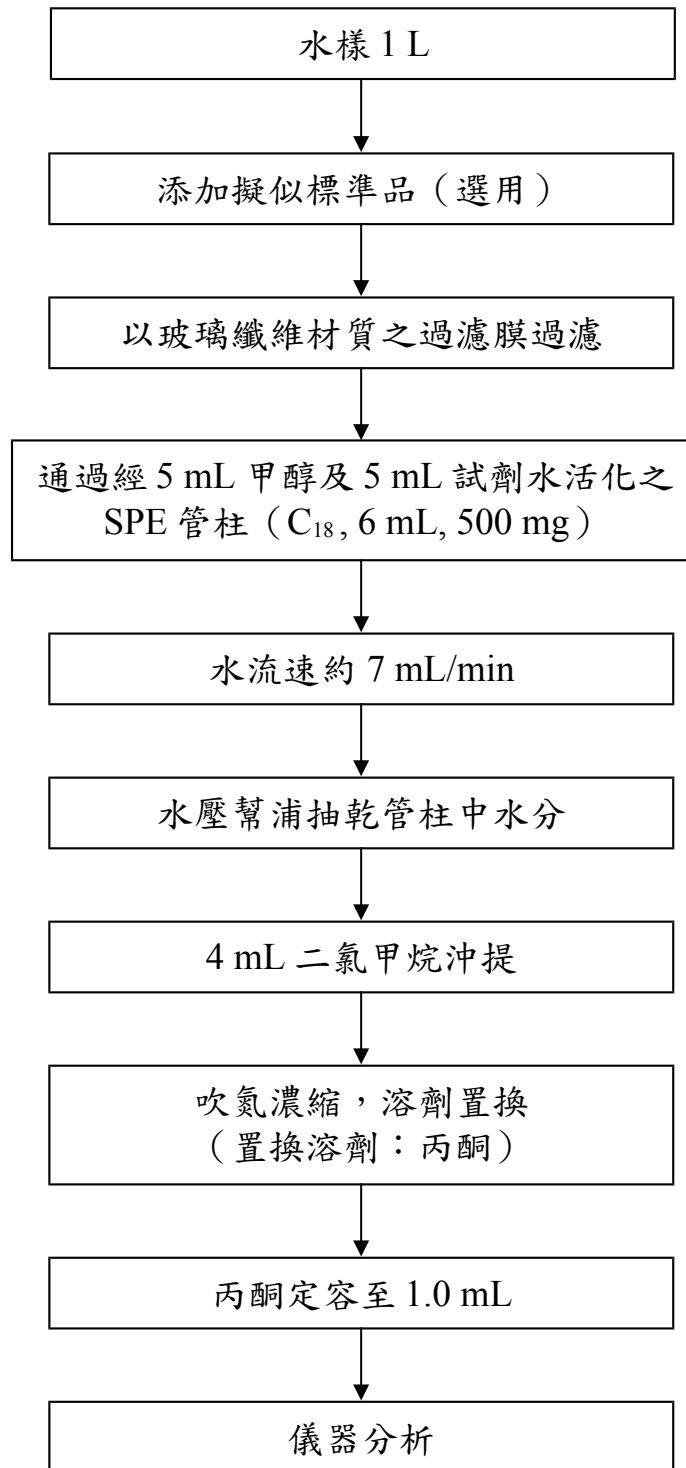 水樣 1 L
添加擬似標準品（選用）
以玻璃纖維材質之過濾膜過濾
通過經 5 mL 甲醇及 5 mL 試劑水活化之
SPE 管柱（C₁₈ , 6 mL, 500 mg）
水流速約 7 mL/min
水壓幫浦抽乾管柱中水分
4 mL 二氯甲烷沖提
吹氮濃縮，溶劑置換
（置換溶劑：丙酮）
丙酮定容至 1.0 mL
儀器分析